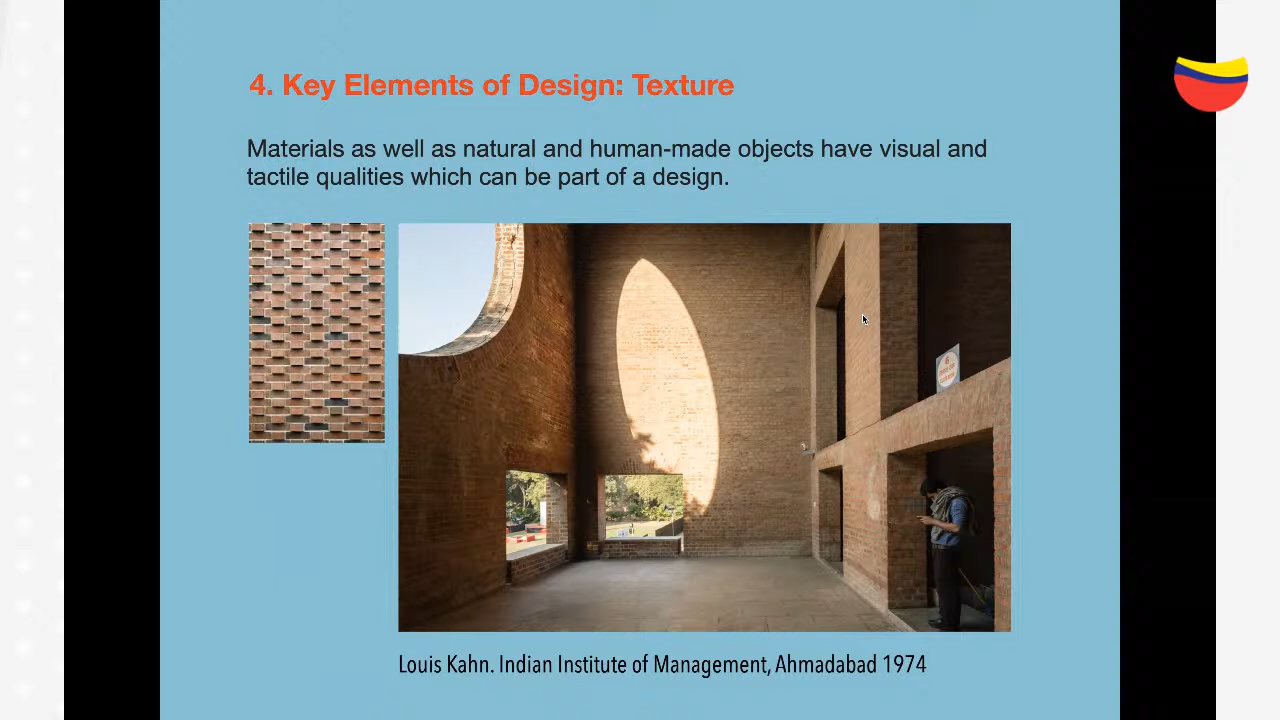 4. Key Elements of Design: Texture
Materials as well as natural and human-made objects have visual and
tactile qualities which can be part of a design.
Louis Kahn. Indian Institute of Management, Ahmadabad 1974